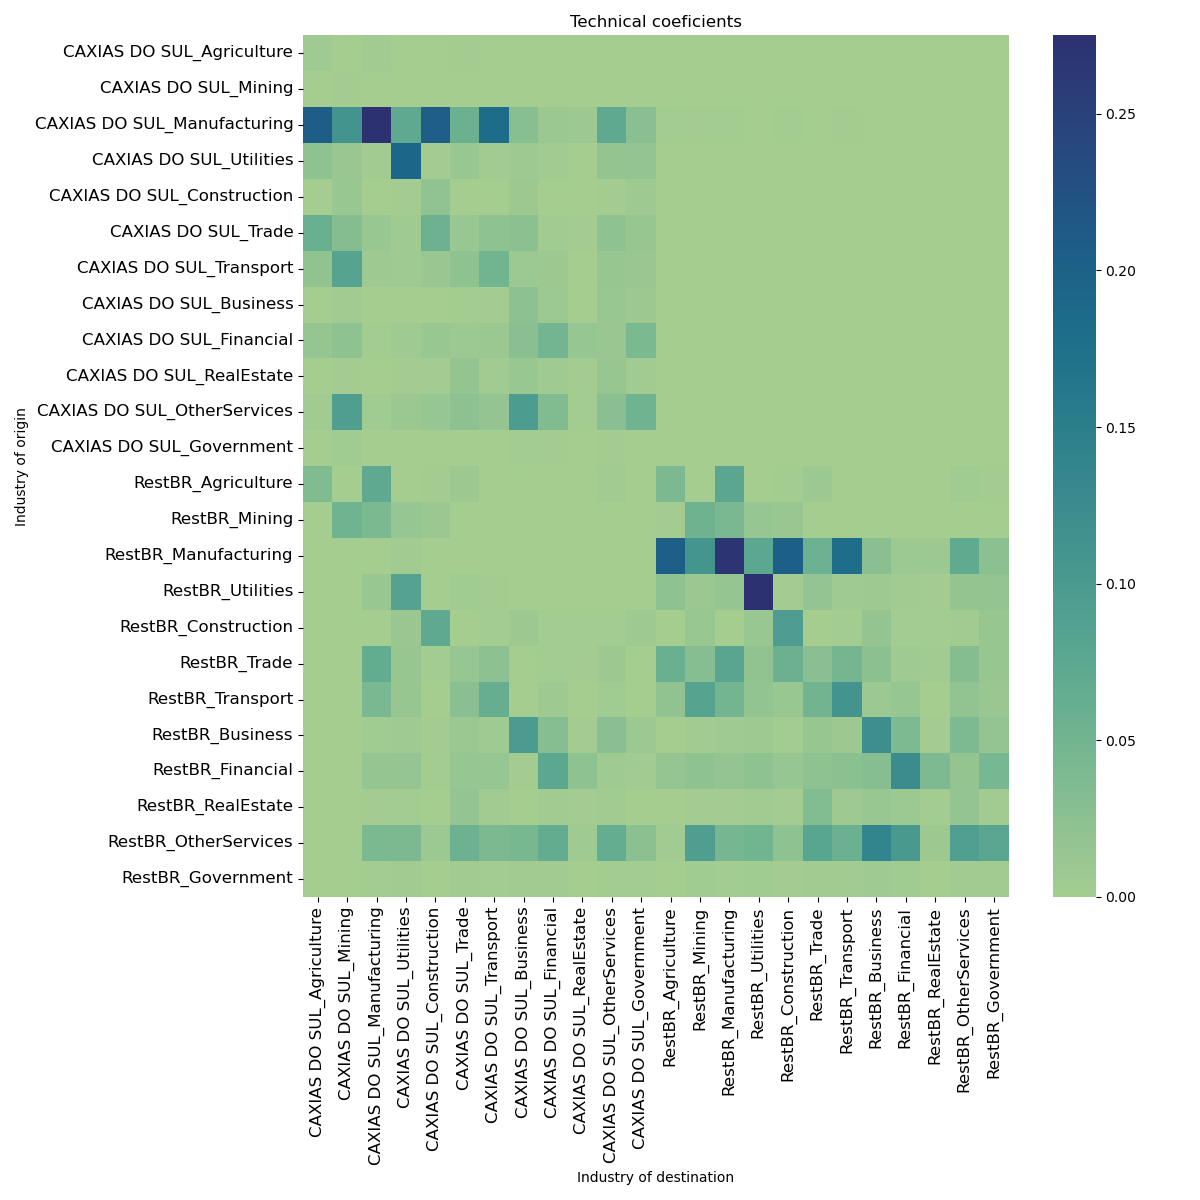 Technical coeficients
CAXIAS DO SUL_Agriculture
CAXIAS DO SUL_Mining
CAXIAS DO SUL_Manufacturing
CAXIAS DO SUL_Utilities
CAXIAS DO SUL_Construction
CAXIAS DO SUL_Trade
CAXIAS DO SUL_Transport
CAXIAS DO SUL_Business
CAXIAS DO SUL_Financial
CAXIAS DO SUL_RealEstate
CAXIAS DO SUL_OtherServices
CAXIAS DO SUL_Government
RestBR_Agriculture
RestBR_Mining
RestBR_Manufacturing
RestBR_Utilities
RestBR_Construction
RestBR_Trade
RestBR_Transport
RestBR_Business
RestBR_Financial
RestBR_RealEstate
RestBR_OtherServices
RestBR_Government
Industry of origin
CAXIAS DO SUL_Agriculture
CAXIAS DO SUL_Mining
CAXIAS DO SUL_Manufacturing
CAXIAS DO SUL_Utilities
CAXIAS DO SUL_Construction
CAXIAS DO SUL_Trade
CAXIAS DO SUL_Transport
CAXIAS DO SUL_Business
CAXIAS DO SUL_Financial
CAXIAS DO SUL_RealEstate
CAXIAS DO SUL_OtherServices
CAXIAS DO SUL_Government
RestBR_Agriculture
RestBR_Mining
RestBR_Manufacturing
RestBR_Utilities
RestBR_Construction
RestBR_Trade
RestBR_Transport
RestBR_Business
RestBR_Financial
RestBR_RealEstate
RestBR_OtherServices
RestBR_Government
Industry of destination
0.25
0.20
0.15
0.10
0.05
0.00